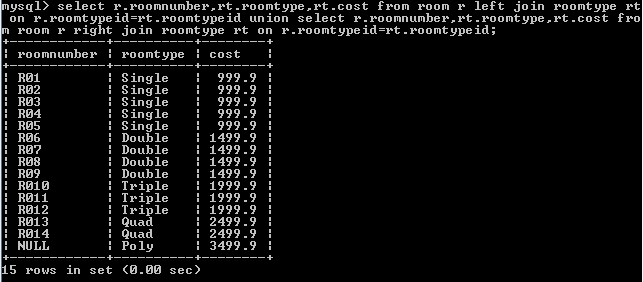 mysql> select r.roomnumber,rt.roomtype,rt.cost from room r left join roomtype rt
 on r.roomtypeid=rt.roomtypeid union select r.roomnumber,rt.roomtype,rt.cost fro
m room r right join roomtype rt on r.roomtypeid=rt.roomtypeid;
+------------+----------+--------+
| roomnumber | roomtype | cost   |
+------------+----------+--------+
| R01        | Single   |  999.9 |
| R02        | Single   |  999.9 |
| R03        | Single   |  999.9 |
| R04        | Single   |  999.9 |
| R05        | Single   |  999.9 |
| R06        | Double   | 1499.9 |
| R07        | Double   | 1499.9 |
| R08        | Double   | 1499.9 |
| R09        | Double   | 1499.9 |
| R010       | Triple   | 1999.9 |
| R011       | Triple   | 1999.9 |
| R012       | Triple   | 1999.9 |
| R013       | Quad     | 2499.9 |
| R014       | Quad     | 2499.9 |
| NULL       | Poly     | 3499.9 |
+------------+----------+--------+
15 rows in set (0.00 sec)